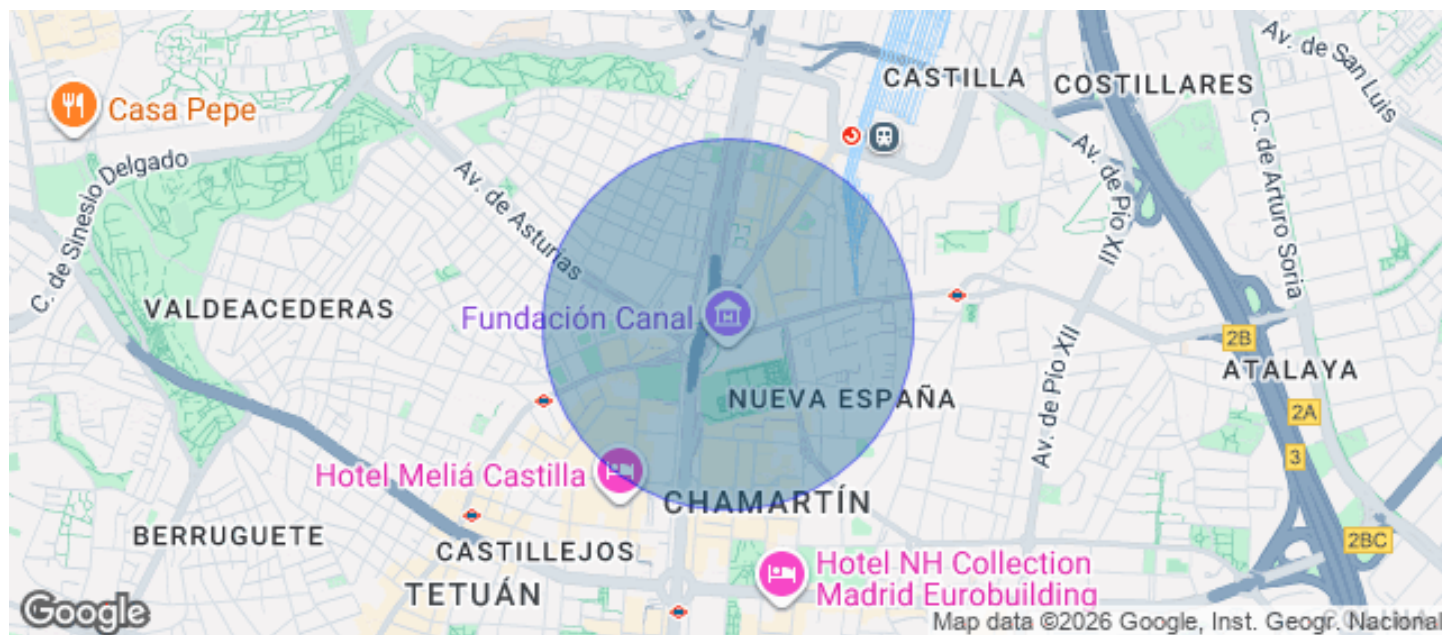 Av. de San Luis
CASTILLA
COSTILLARES
Casa Pepe
C. de Sinesio Delgado
Av. de Asturias
Av. de Pio XII
C. de Arturo Soria
VALDEACEDERAS
Fundación Canal
2B
ATALAYA
NUEVA ESPAÑA
Av. de Pio XII
2A
3
Hotel Meliá Castilla
CHAMARTÍN
BERRUGUETE
CASTILLEJOS
2BC
TETUÁN
Hotel NH Collection
Madrid Eurobuilding
Google
Map data ©2026 Google, Inst. Geogr. Nacional